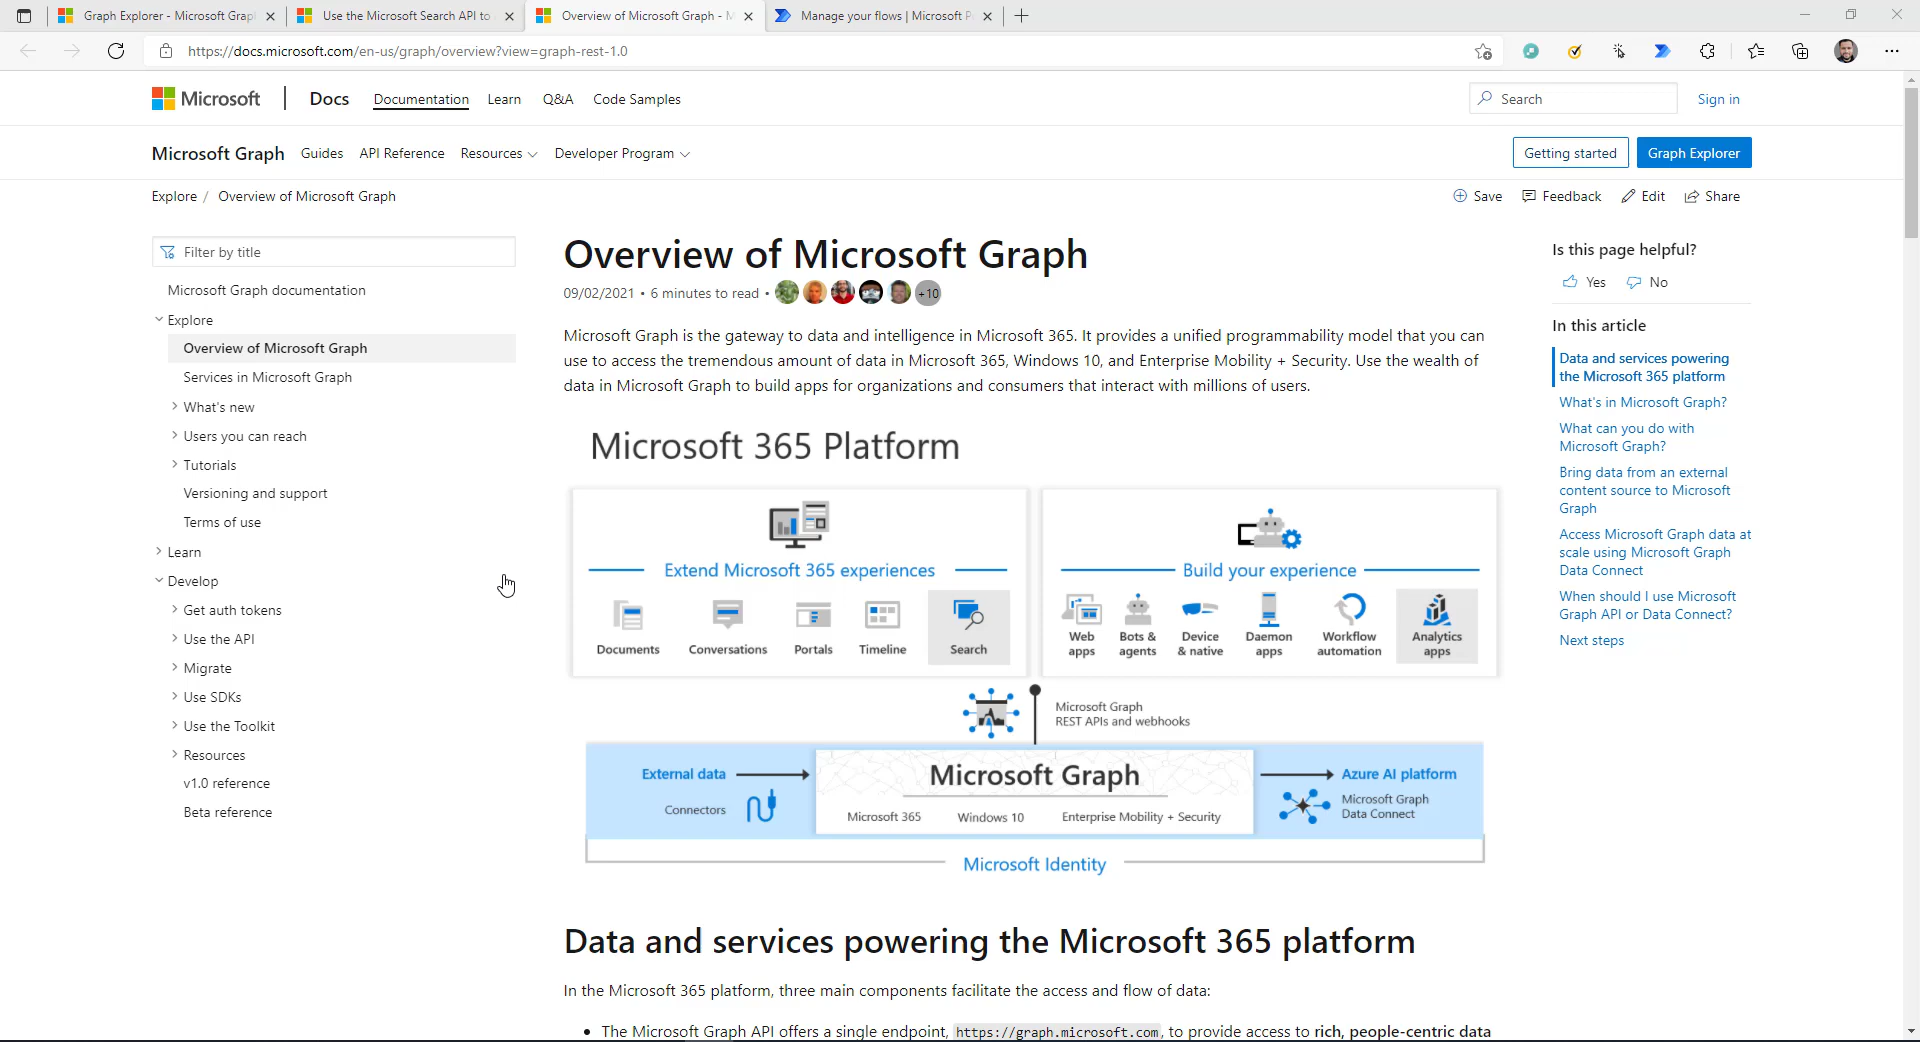 Graph Explorer - Microsoft Grap
Use the Microsoft Search API to
Overview of Microsoft Graph - M
Manage your flows | Microsoft P
https://docs.microsoft.com/en-us/graph/overview?view=graph-rest-1.0
Microsoft
Docs
Documentation
Learn
Q&A
Code Samples
Search
Sign in
Microsoft Graph
Guides
API Reference
Resources
Developer Program
Getting started
Graph Explorer
Explore / Overview of Microsoft Graph
Save
Feedback
Edit
Share
Filter by title
Microsoft Graph documentation
Explore
Overview of Microsoft Graph
Services in Microsoft Graph
What's new
Users you can reach
Tutorials
Versioning and support
Terms of use
Learn
Develop
Get auth tokens
Use the API
Migrate
Use SDKs
Use the Toolkit
Resources
v1.0 reference
Beta reference
Overview of Microsoft Graph
09/02/2021 • 6 minutes to read • +10
Microsoft Graph is the gateway to data and intelligence in Microsoft 365. It provides a unified programmability model that you can
use to access the tremendous amount of data in Microsoft 365, Windows 10, and Enterprise Mobility + Security. Use the wealth of
data in Microsoft Graph to build apps for organizations and consumers that interact with millions of users.
Microsoft 365 Platform
Extend Microsoft 365 experiences
Documents
Conversations
Portals
Timeline
Search
Build your experience
Web
apps
Bots &
agents
Device
& native
Daemon
apps
Workflow
automation
Analytics
apps
Microsoft Graph
REST APIs and webhooks
External data
Connectors
Microsoft Graph
Microsoft 365
Windows 10
Enterprise Mobility + Security
Azure AI platform
Microsoft Graph
Data Connect
Microsoft Identity
Data and services powering the Microsoft 365 platform
In the Microsoft 365 platform, three main components facilitate the access and flow of data:
• The Microsoft Graph API offers a single endpoint, https://graph.microsoft.com, to provide access to rich, people-centric data
Is this page helpful?
Yes
No
In this article
Data and services powering
the Microsoft 365 platform
What's in Microsoft Graph?
What can you do with
Microsoft Graph?
Bring data from an external
content source to Microsoft
Graph
Access Microsoft Graph data at
scale using Microsoft Graph
Data Connect
When should I use Microsoft
Graph API or Data Connect?
Next steps